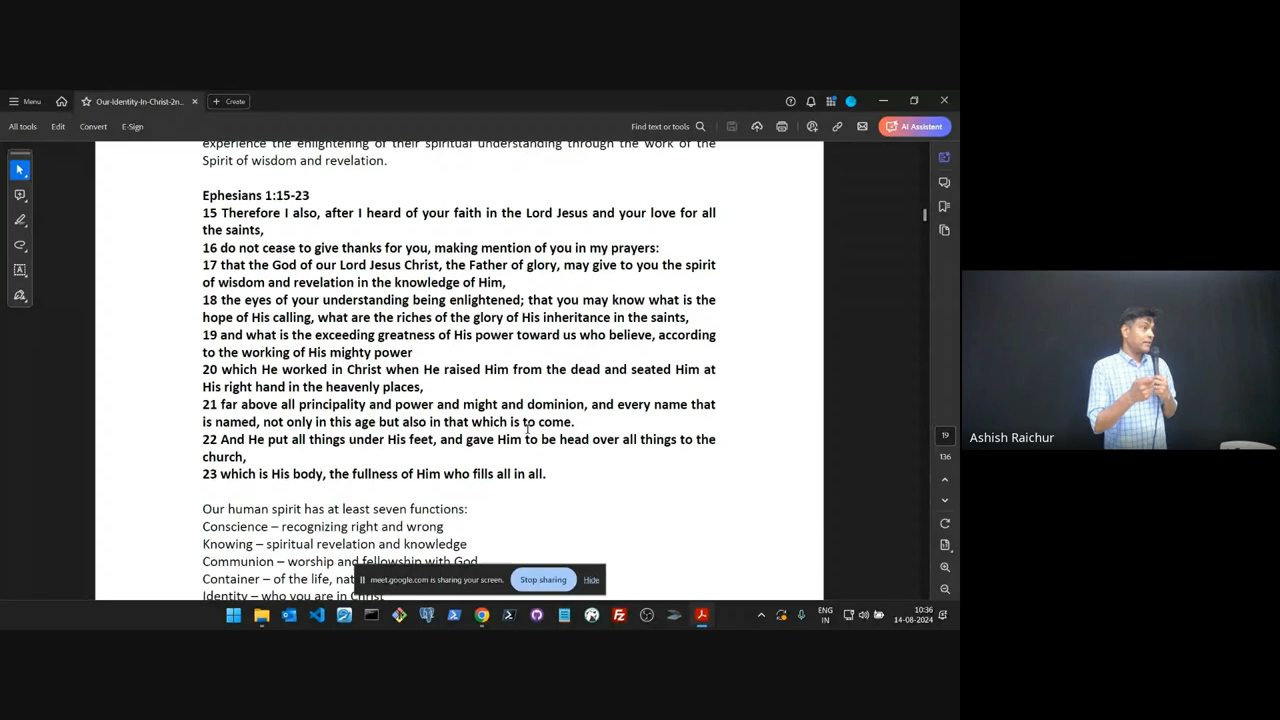 Menu
Our-Identity-In-Christ-2n...
Create
All tools
Edit
Convert
E-Sign
Find text or tools
AI Assistant
experience the enlightening of their spiritual understanding through the work of the
Spirit of wisdom and revelation.
Ephesians 1:15-23
15 Therefore I also, after I heard of your faith in the Lord Jesus and your love for all
the saints,
16 do not cease to give thanks for you, making mention of you in my prayers:
17 that the God of our Lord Jesus Christ, the Father of glory, may give to you the spirit
of wisdom and revelation in the knowledge of Him,
18 the eyes of your understanding being enlightened; that you may know what is the
hope of His calling, what are the riches of the glory of His inheritance in the saints,
19 and what is the exceeding greatness of His power toward us who believe, according
to the working of His mighty power
20 which He worked in Christ when He raised Him from the dead and seated Him at
His right hand in the heavenly places,
21 far above all principality and power and might and dominion, and every name that
is named, not only in this age but also in that which is to come.
22 And He put all things under His feet, and gave Him to be head over all things to the
church,
23 which is His body, the fullness of Him who fills all in all.
Our human spirit has at least seven functions:
Conscience – recognizing right and wrong
Knowing – spiritual revelation and knowledge
Communion – worship and fellowship with God
Container – of the life, nat
Identity – who you are in Christ
meet.google.com is sharing your screen.
Stop sharing
Hide
19
136
Ashish Raichur
ENG
IN
10:36
14-08-2024